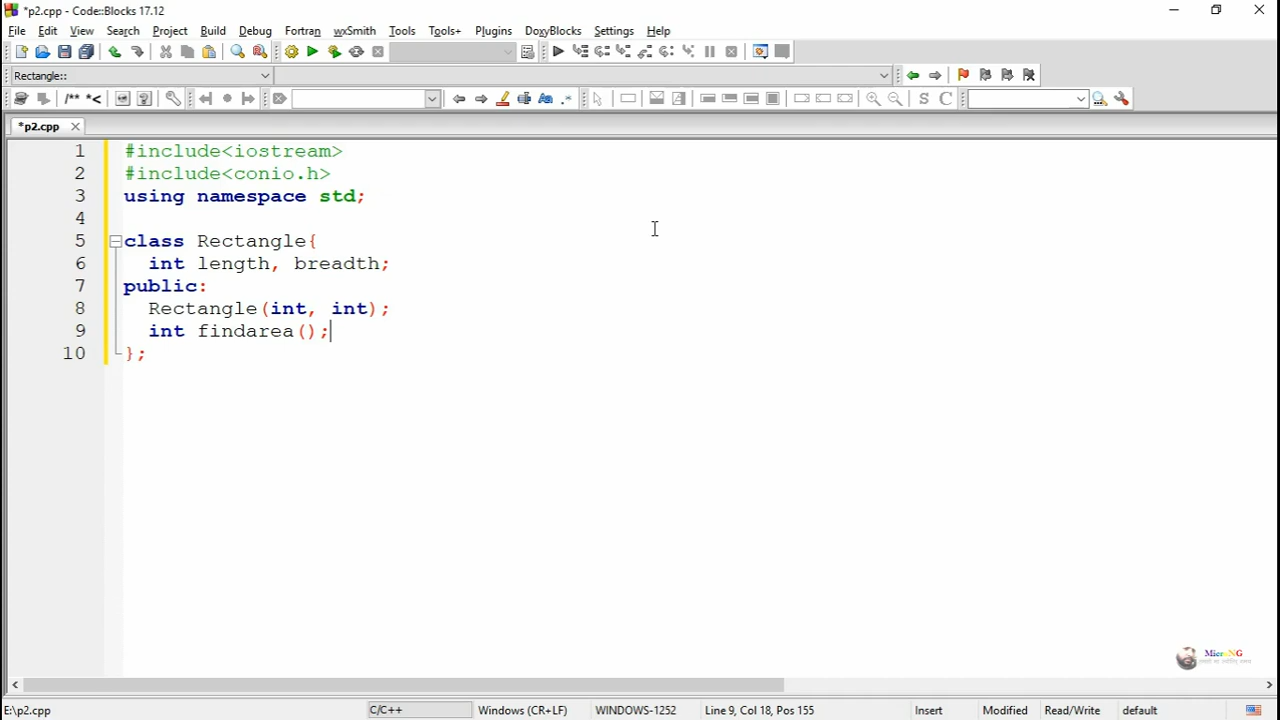 *p2.cpp - Code::Blocks 17.12
File Edit View Search Project Build Debug Fortran wxSmith Tools Tools+ Plugins DoxyBlocks Settings Help
Rectangle::
/** *<
S C
*p2.cpp
1 #include<iostream>
2 #include<conio.h>
3 using namespace std;
4
5 class Rectangle{
6 int length, breadth;
7 public:
8 Rectangle(int, int);
9 int findarea();
10 };
MicroNG
E:\p2.cpp C/C++ Windows (CR+LF) WINDOWS-1252 Line 9, Col 18, Pos 155 Insert Modified Read/Write default